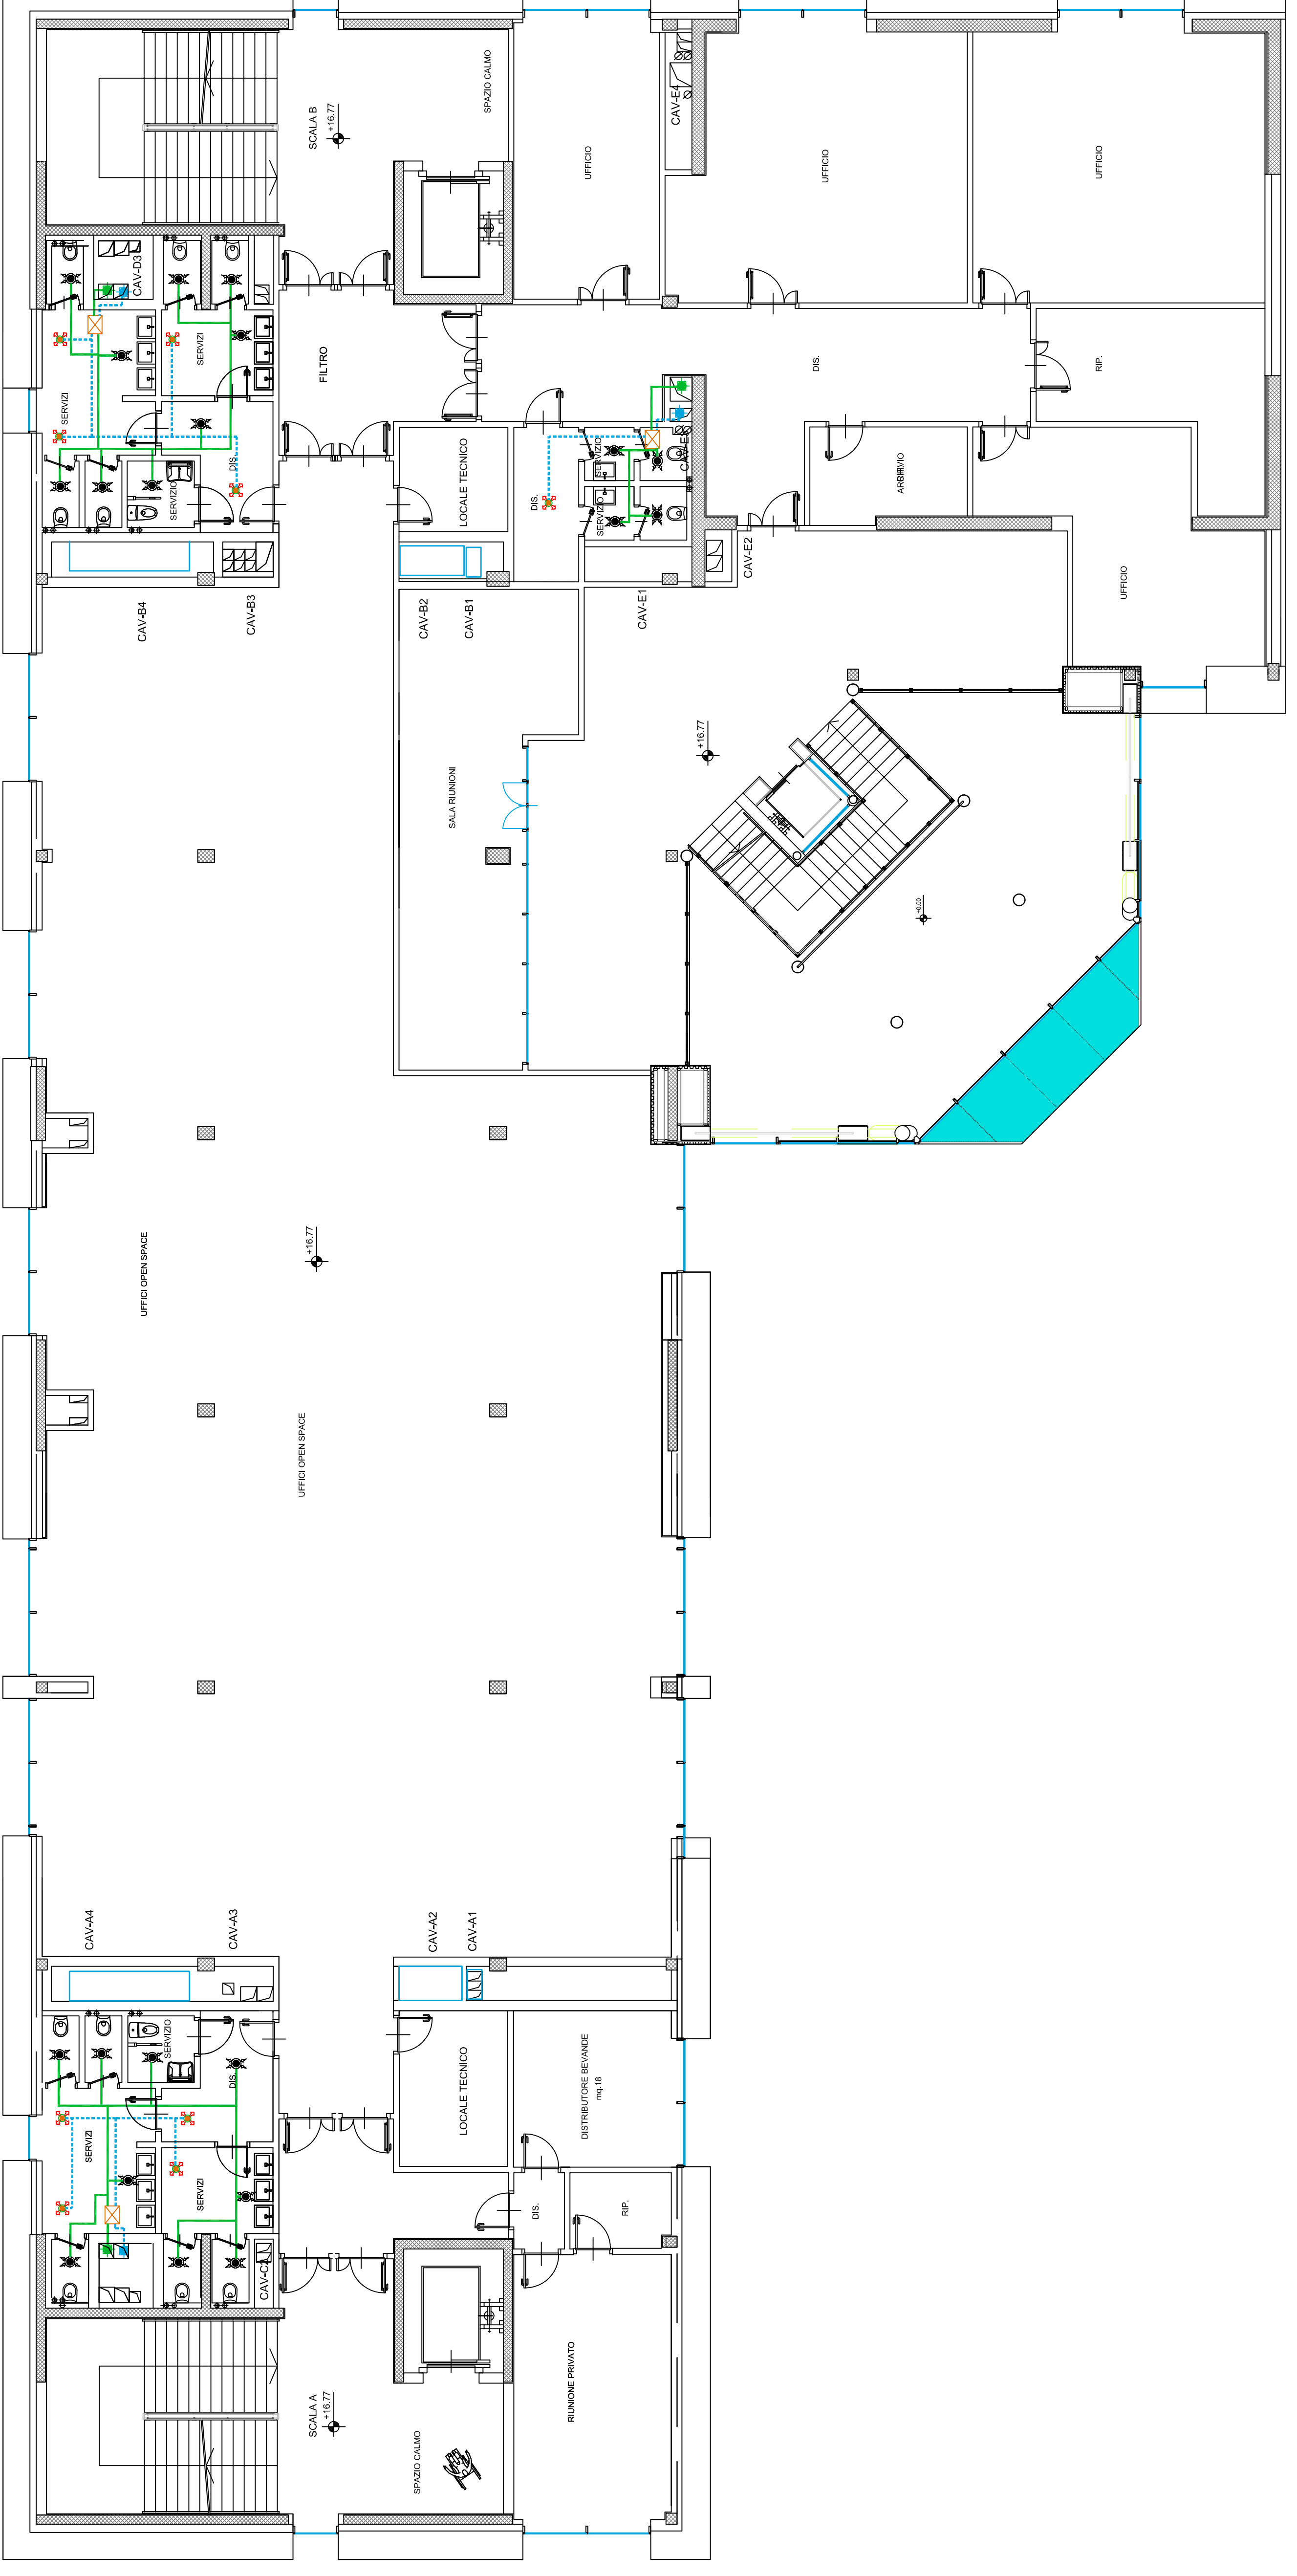 SPAZIO CALMO
SCALA B
+16.77
CAV-E4
UFFICIO
UFFICIO
UFFICIO
CAV-D3
SERVIZI
SERVIZI
FILTRO
DIS.
RIP.
DIS.
SERVIZIO
LOCALE TECNICO
DIS.
SERVIZIO
SERVIZIO
ARCHIVIO
CAV-E2
UFFICIO
CAV-B4
CAV-B3
CAV-B2
CAV-B1
CAV-E1
+16.77
SALA RIUNIONI
+0.00
+16.77
UFFICI OPEN SPACE
UFFICI OPEN SPACE
CAV-A4
CAV-A3
CAV-A2
CAV-A1
SERVIZIO
DIS.
LOCALE TECNICO
DISTRIBUTORE BEVANDE
mq.18
SERVIZI
SERVIZI
DIS.
RIP.
RIUNIONE PRIVATO
SCALA A
+16.77
SPAZIO CALMO